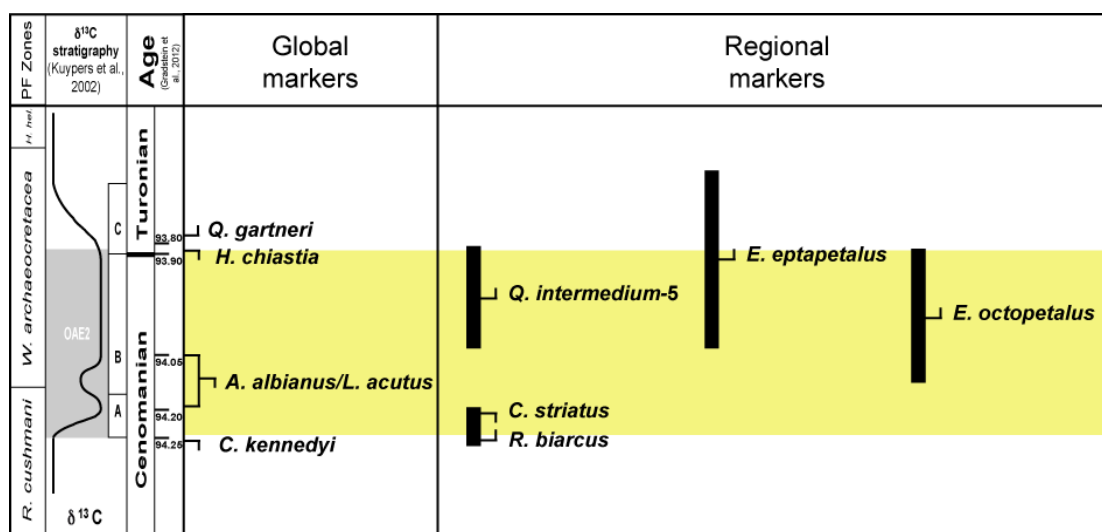 PF Zones
δ13C
stratigraphy
(Kuypers et al.,
2002)
Age
(Gradstein et
al., 2012)
Global
markers
Regional
markers
H. hel.
W. archaeocretacea
R. cushmani
OAE2
δ 13 C
C
B
A
Turonian
Cenomanian
93.80
93.90
94.05
94.20
94.25
Q. gartneri
H. chiastia
A. albianus/L. acutus
C. kennedyi
Q. intermedium-5
C. striatus
R. biarcus
E. eptapetalus
E. octopetalus